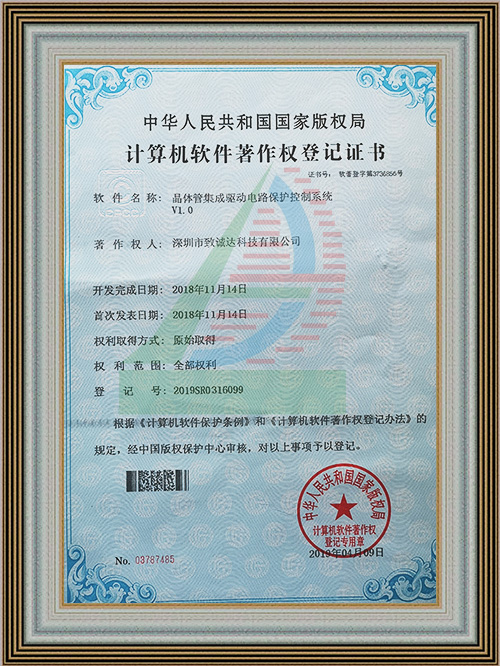 中华人民共和国国家版权局
计算机软件著作权登记证书
证书号: 软著登字第3736856号
软件名称: 晶体管集成驱动电路保护控制系统
V1.0
著作权人: 深圳市致诚达科技有限公司
开发完成日期: 2018年11月14日
首次发表日期: 2018年11月14日
权利取得方式: 原始取得
权利范围: 全部权利
登记号: 2019SR0316099
根据《计算机软件保护条例》和《计算机软件著作权登记办法》的
规定，经中国版权保护中心审核，对以上事项予以登记。
中华人民共和国国家版权局
计算机软件著作权
登记专用章
2019年04月09日
No. 03787485